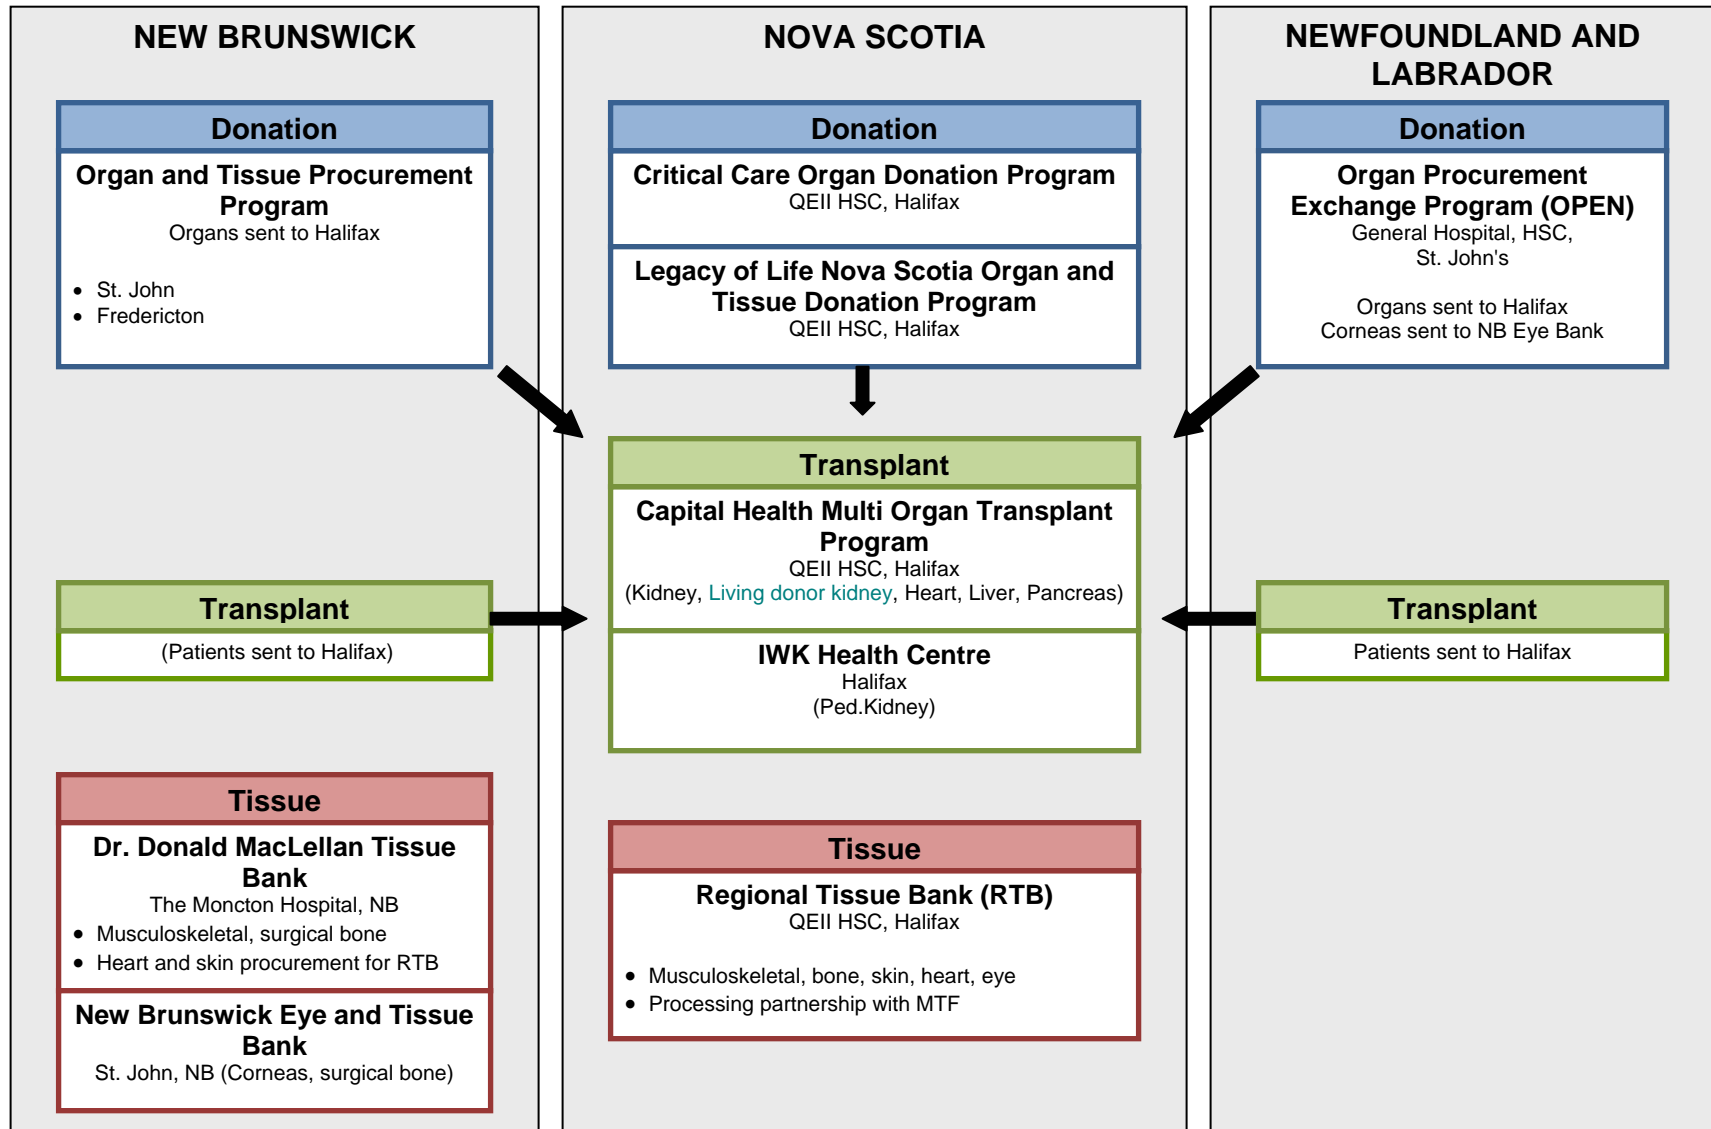 NEW BRUNSWICK
Donation
Organ and Tissue Procurement
Program
Organs sent to Halifax
• St. John
• Fredericton
Transplant
(Patients sent to Halifax)
Tissue
Dr. Donald MacLellan Tissue
Bank
The Moncton Hospital, NB
• Musculoskeletal, surgical bone
• Heart and skin procurement for RTB
New Brunswick Eye and Tissue
Bank
St. John, NB (Corneas, surgical bone)
NOVA SCOTIA
Donation
Critical Care Organ Donation Program
QEII HSC, Halifax
Legacy of Life Nova Scotia Organ and
Tissue Donation Program
QEII HSC, Halifax
Transplant
Capital Health Multi Organ Transplant
Program
QEII HSC, Halifax
(Kidney, Living donor kidney, Heart, Liver, Pancreas)
IWK Health Centre
Halifax
(Ped.Kidney)
Tissue
Regional Tissue Bank (RTB)
QEII HSC, Halifax
• Musculoskeletal, bone, skin, heart, eye
• Processing partnership with MTF
NEWFOUNDLAND AND
LABRADOR
Donation
Organ Procurement
Exchange Program (OPEN)
General Hospital, HSC,
St. John's
Organs sent to Halifax
Corneas sent to NB Eye Bank
Transplant
Patients sent to Halifax